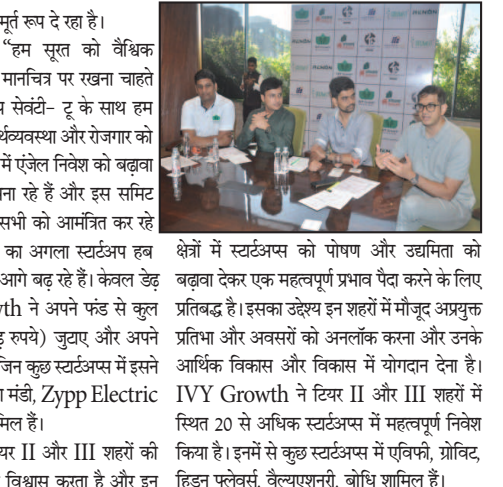 मूर्त रूप दे रहा है।
“हम सूरत को वैश्विक
मानचित्र पर रखना चाहते
सेवंटी- टू के साथ हम
र्थव्यवस्था और रोजगार को
में एंजेल निवेश को बढ़ावा
ना रहे हैं और इस समिट
सभी को आमंत्रित कर रहे
का अगला स्टार्टअप हब
आगे बढ़ रहे हैं। केवल डेढ़
th ने अपने फंड से कुल
रुपये) जुटाए और अपने
जिन कुछ स्टार्टअप्स में इसने
मंडी, Zypp Electric
मिल हैं।
यर II और III शहरों की
विश्वास करता है और इन
क्षेत्रों में स्टार्टअप्स को पोषण और उद्यमिता को
बढ़ावा देकर एक महत्वपूर्ण प्रभाव पैदा करने के लिए
प्रतिबद्ध है। इसका उद्देश्य इन शहरों में मौजूद अप्रयुक्त
प्रतिभा और अवसरों को अनलॉक करना और उनके
आर्थिक विकास और विकास में योगदान देना है।
IVY Growth ने टियर II और III शहरों में
स्थित 20 से अधिक स्टार्टअप्स में महत्वपूर्ण निवेश
किया है। इनमें से कुछ स्टार्टअप्स में एविफी, ग्रोविट,
हिडन फ्लेवर्स, वैल्यूएशनरी, बोधि शामिल हैं।